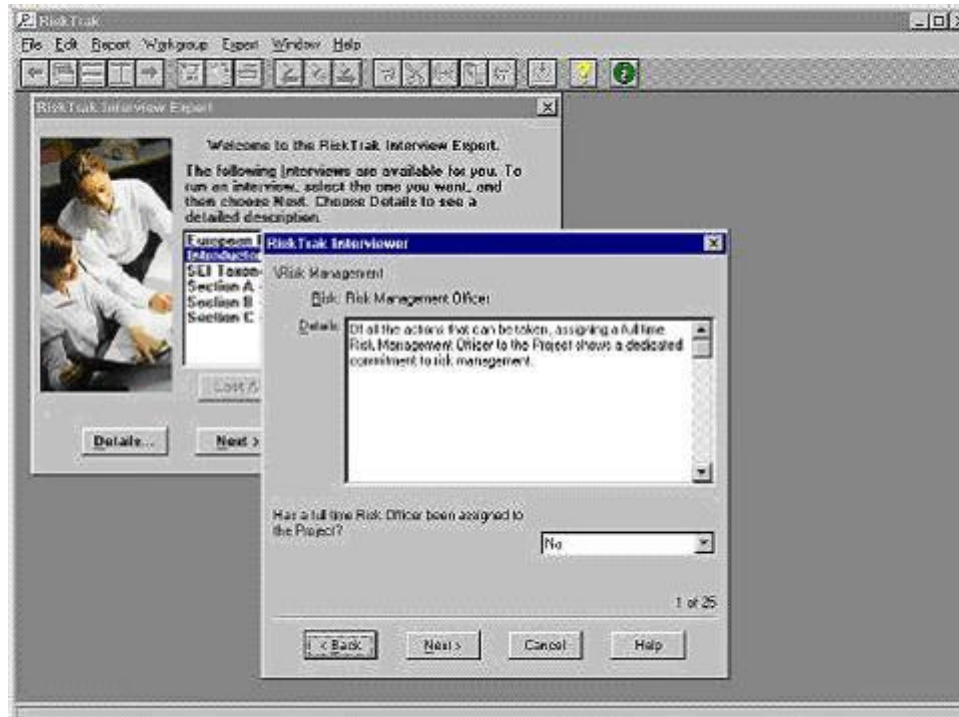 RiskTrak
File Edit Report Workgroup Expert Window Help
RiskTrak Interview Expert
Welcome to the RiskTrak Interview Expert.
The following Interviews are available for you. To
run an interview, select the one you want, and
then choose Next. Choose Details to see a
detailed description.
European
SEI
Section A -
Section B
Section C -
Details...
Next >
RiskTrak Interviewer
\Risk Management
Risk: Risk Management Officer
Details:
Of all the actions that can be taken, assigning a full time
Risk Management Officer to the Project shows a dedicated
commitment to risk management.
Has a full time Risk Officer been assigned to
the Project?
No
1 of 25
< Back
Next >
Cancel
Help